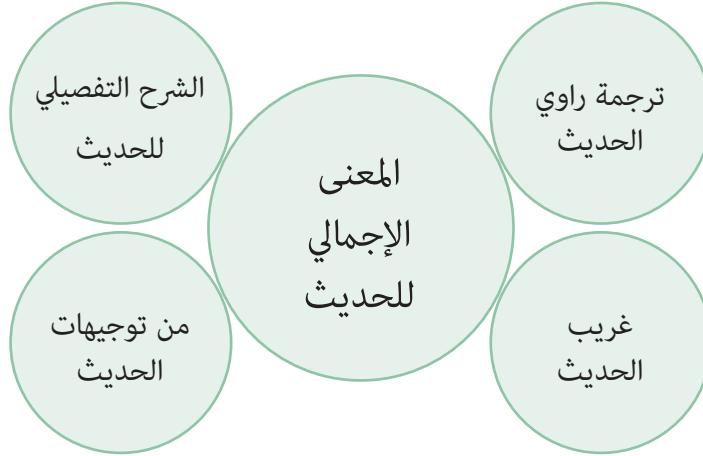 ترجمة راوي
الحديث
غريب
الحديث
المعنى
الإجمالي
للحديث
الشرح التفصيلي
للحديث
من توجيهات
الحديث